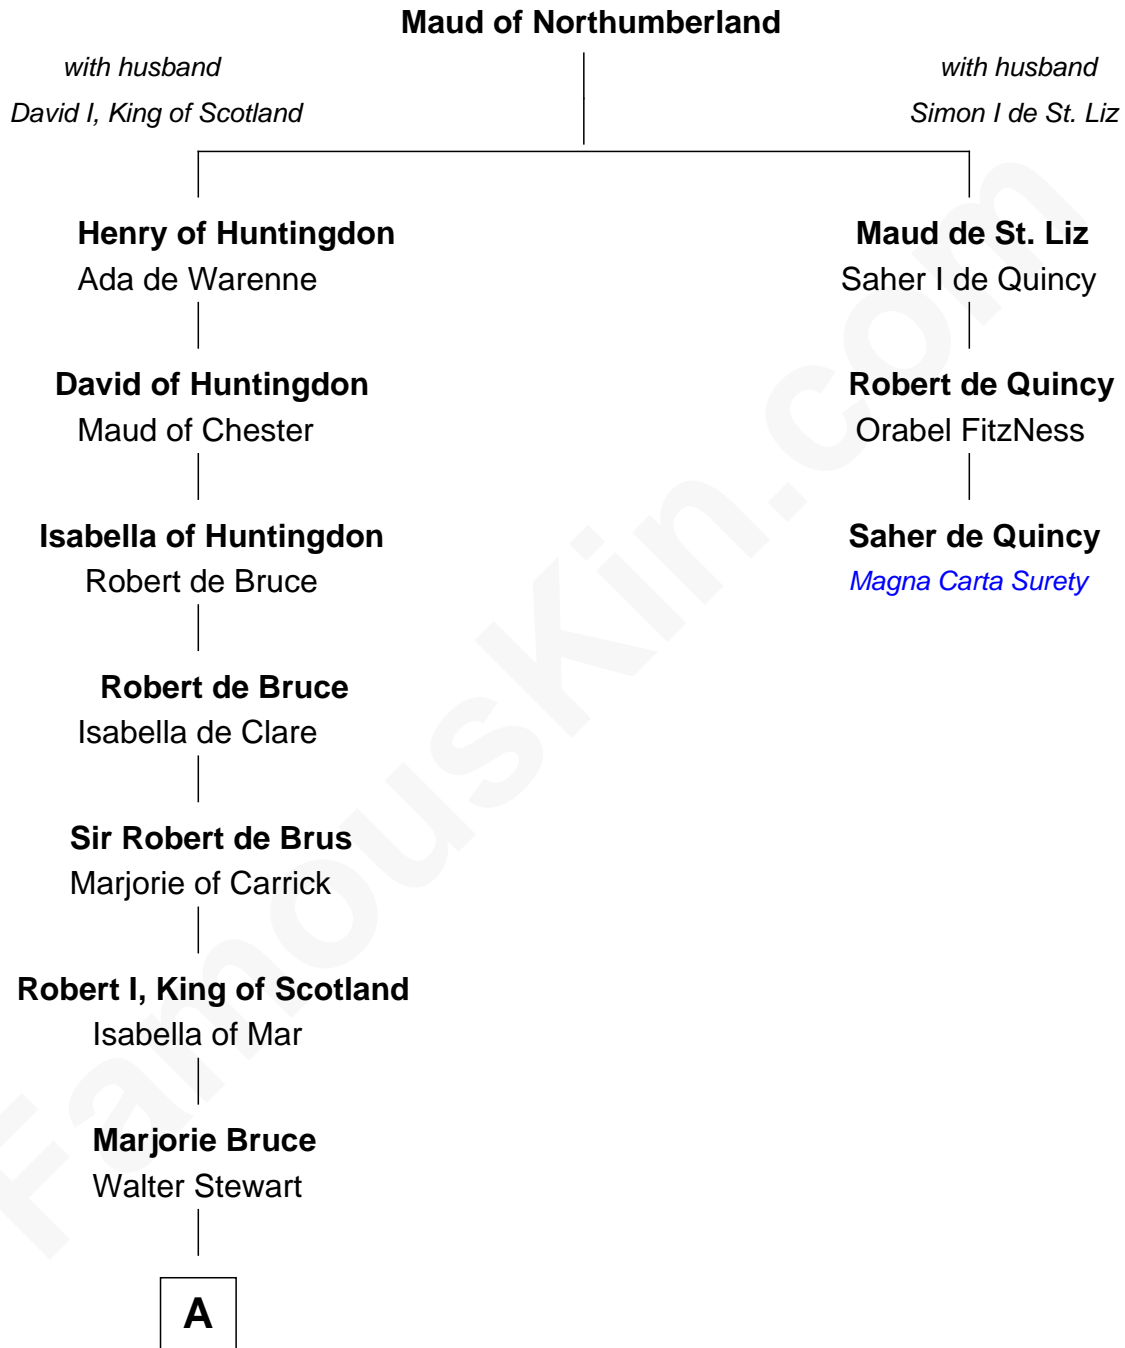 Maud of Northumberland
with husband
David I, King of Scotland
with husband
Simon I de St. Liz
Henry of Huntingdon
Ada de Warenne
Maud de St. Liz
Saher I de Quincy
David of Huntingdon
Maud of Chester
Robert de Quincy
Orabel FitzNess
Isabella of Huntingdon
Robert de Bruce
Saher de Quincy
Magna Carta Surety
Robert de Bruce
Isabella de Clare
Sir Robert de Brus
Marjorie of Carrick
Robert I, King of Scotland
Isabella of Mar
Marjorie Bruce
Walter Stewart
A
FamousKin.com